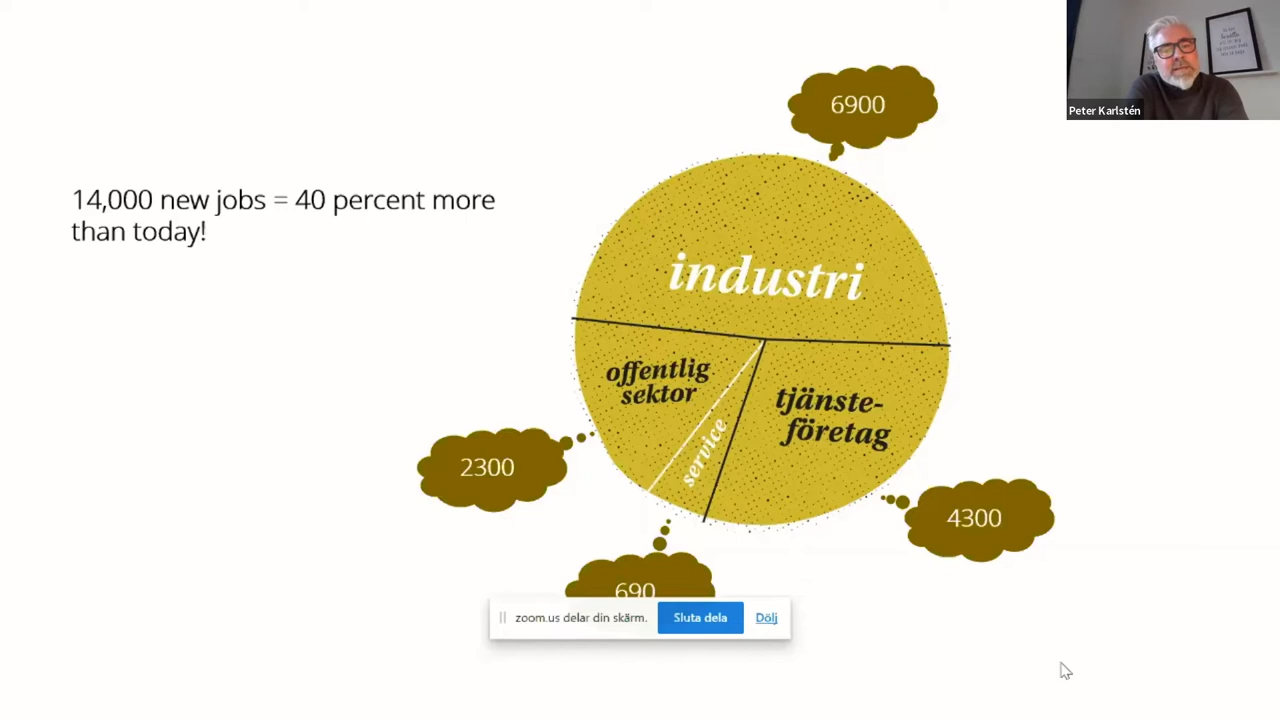 14,000 new jobs = 40 percent more
than today!
6900
industri
offentlig
sektor
tjänste-
företag
service
2300
4300
690
zoom.us delar din skärm.
Sluta dela
Dölj
Peter Karlstén